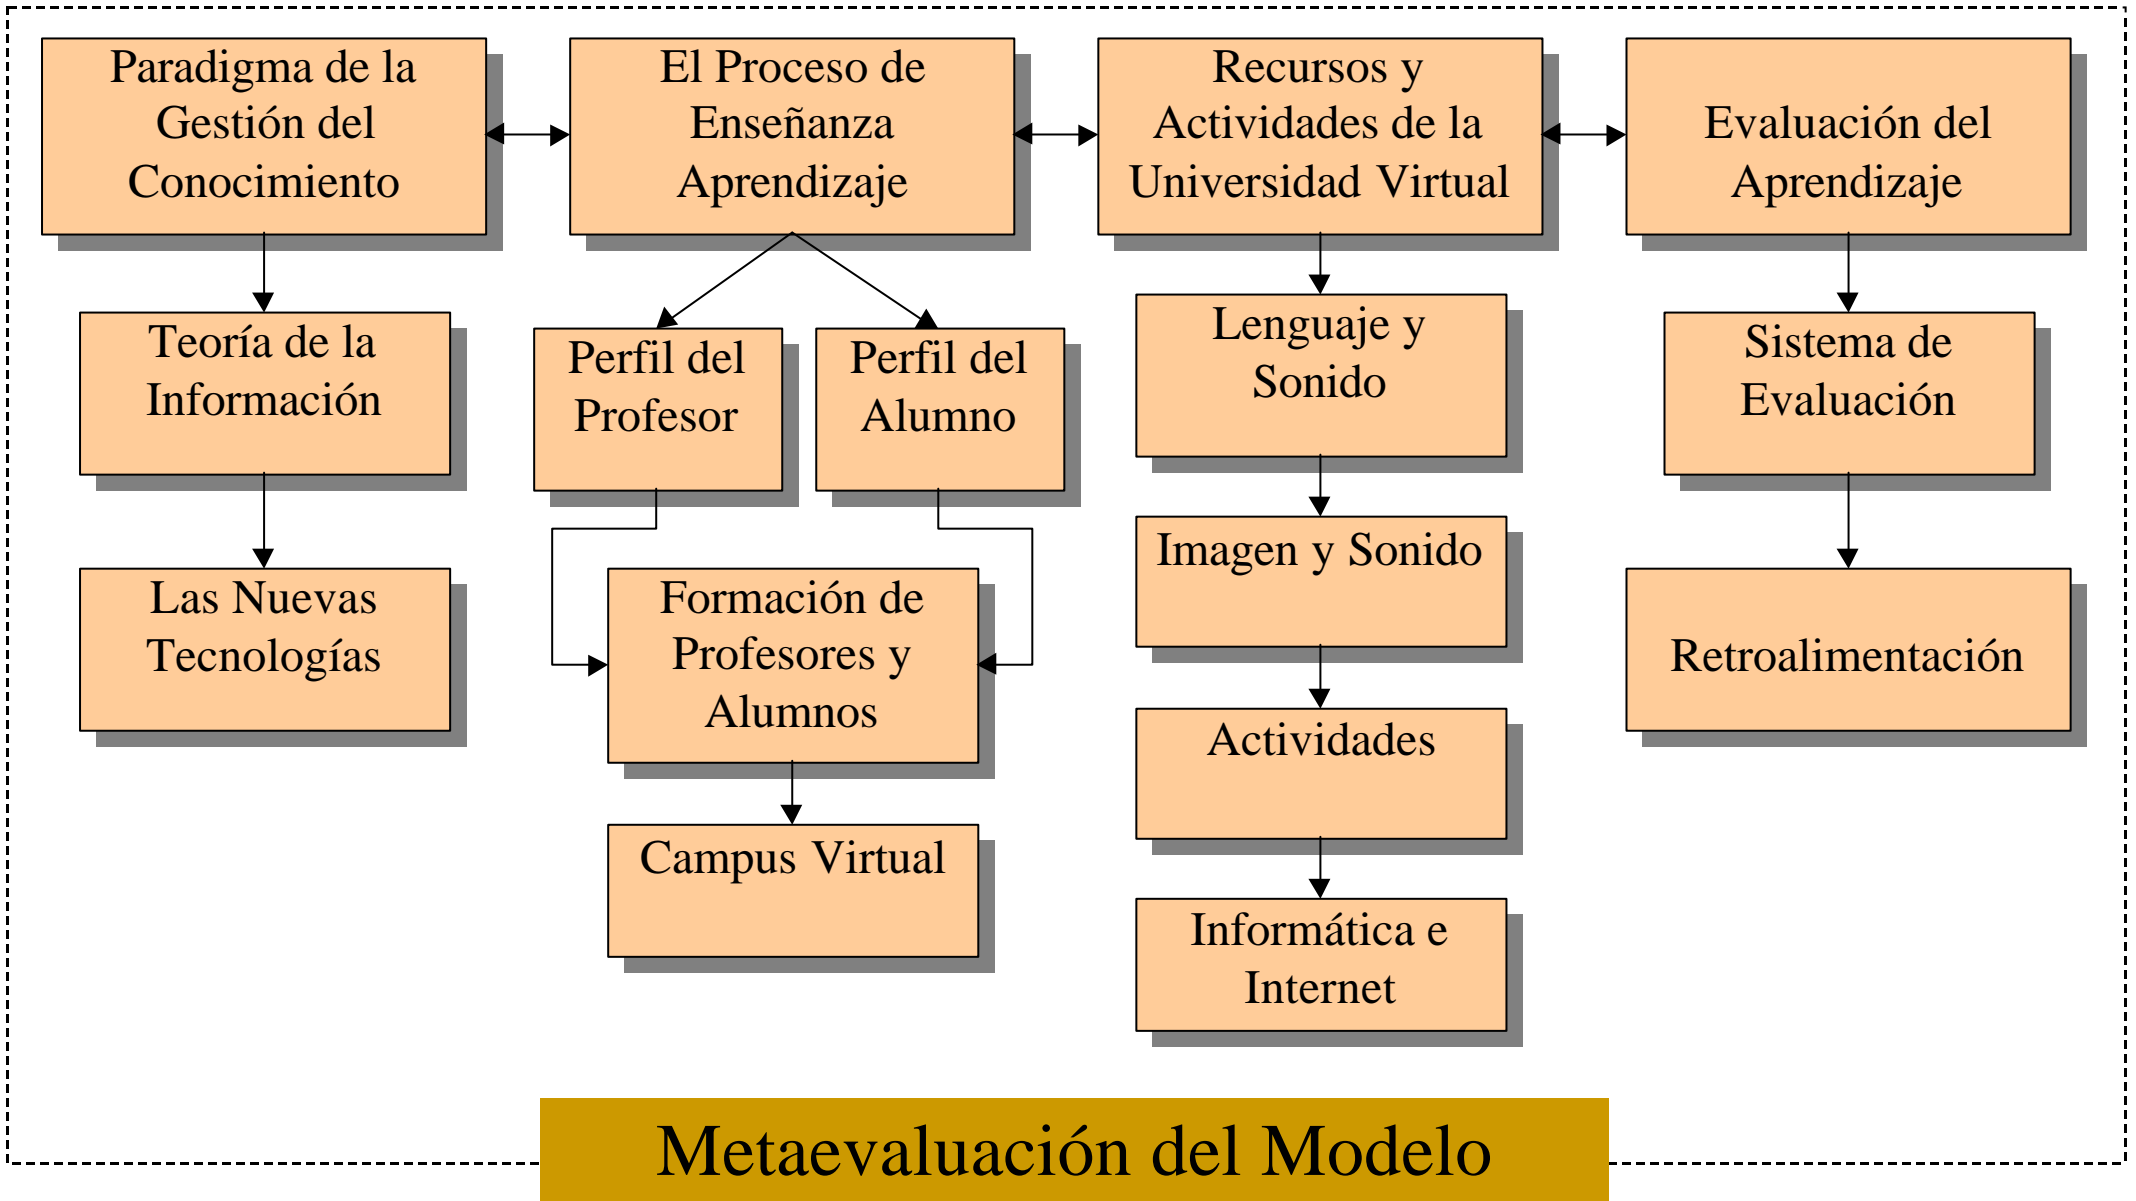 Paradigma de la
Gestión del
Conocimiento
El Proceso de
Enseñanza
Aprendizaje
Recursos y
Actividades de la
Universidad Virtual
Evaluación del
Aprendizaje
Teoría de la
Información
Perfil del
Profesor
Perfil del
Alumno
Lenguaje y
Sonido
Sistema de
Evaluación
Las Nuevas
Tecnologías
Formación de
Profesores y
Alumnos
Imagen y Sonido
Retroalimentación
Actividades
Campus Virtual
Informática e
Internet
Metaevaluación del Modelo